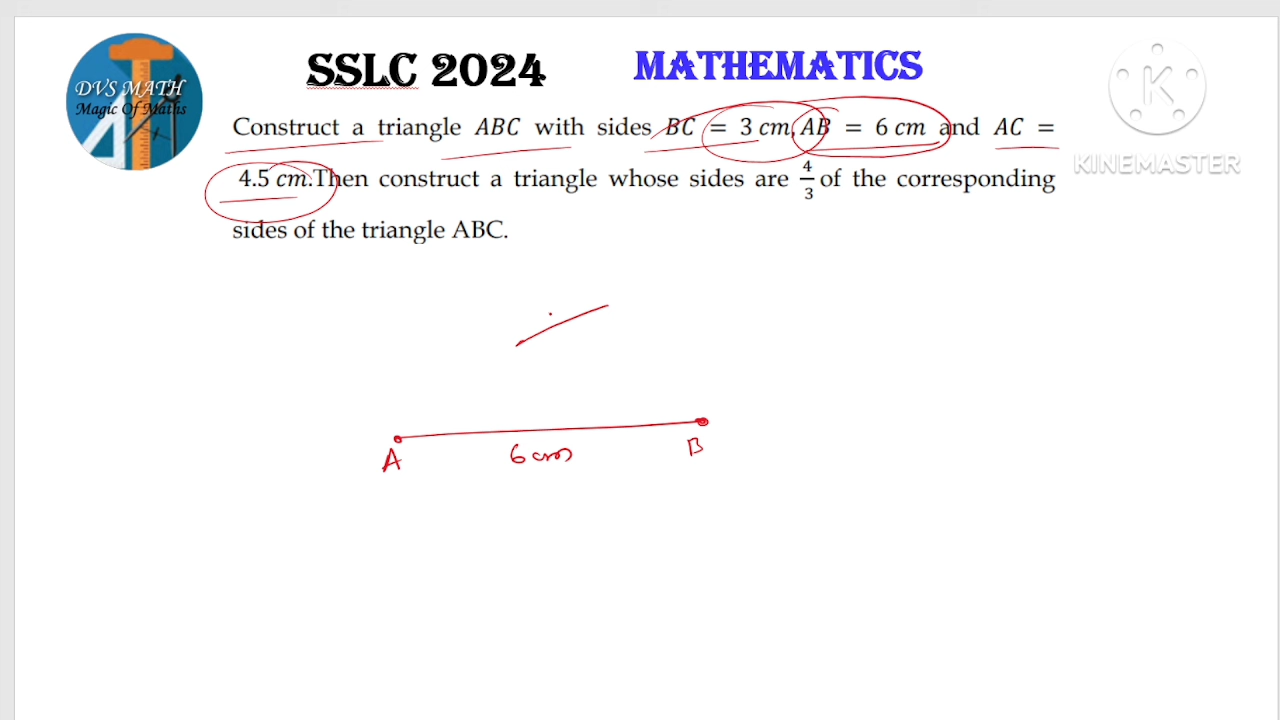 DVS MATH
Magic Of Maths
SSLC 2024
MATHEMATICS
KINEMASTER
Construct a triangle ABC with sides BC = 3 cm, AB = 6 cm and AC =
4.5 cm.Then construct a triangle whose sides are 4/3 of the corresponding
sides of the triangle ABC.
A
6 cms
B